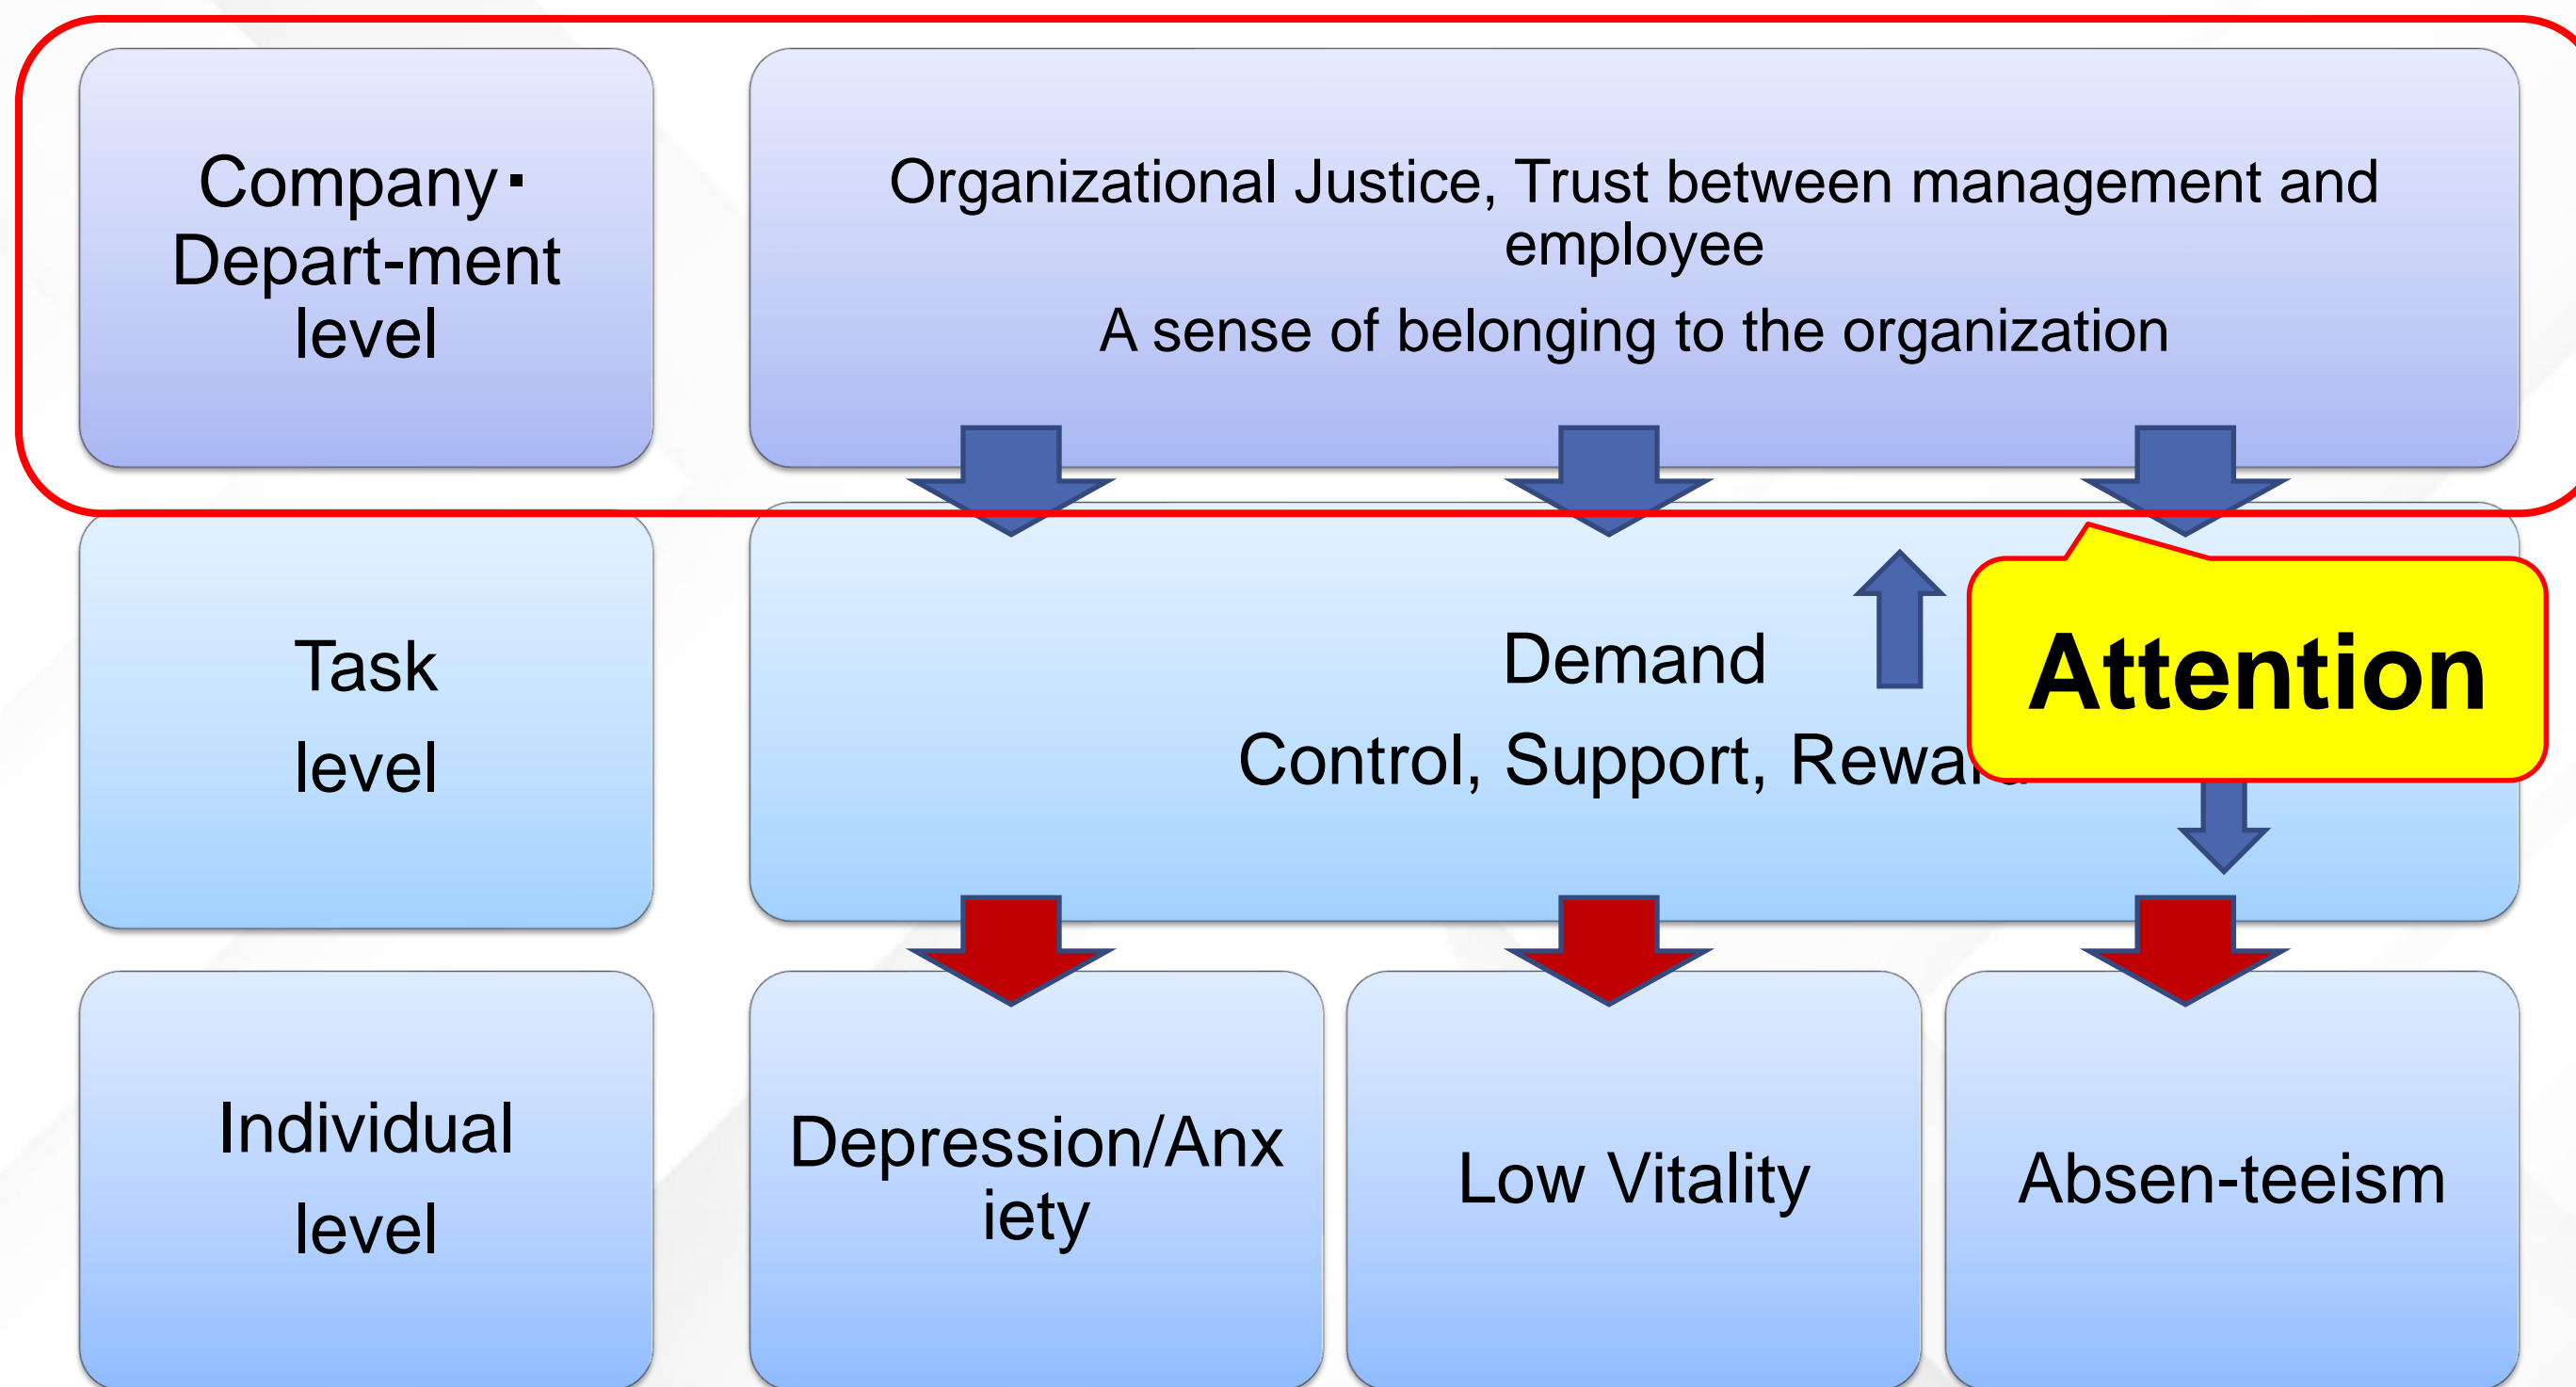 Company▪
Depart-ment
level
Organizational Justice, Trust between management and
employee
A sense of belonging to the organization
Task
level
Demand
Control, Support, Reward
Attention
Individual
level
Depression/Anx
iety
Low Vitality
Absen-teeism